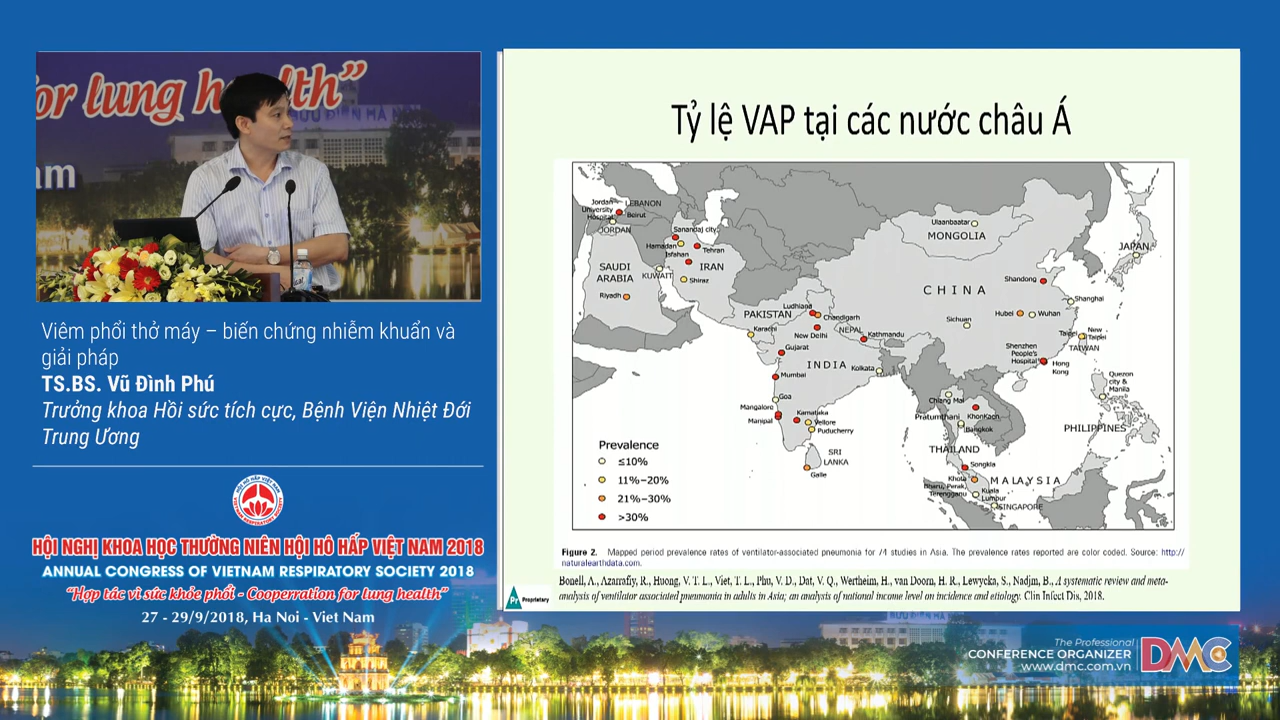 or lung h lth”
HỮU
am
Viêm phổi thở máy – biến chứng nhiễm khuẩn và
giải pháp
TS.BS. Vũ Đình Phú
Trưởng khoa Hồi sức tích cực, Bệnh Viện Nhiệt Đới
Trung Ương
HỘI NGHỊ KHOA HỌC THƯỜNG NIÊN HỘI HÔ HẤP VIỆT NAM 2018
ANNUAL CONGRESS OF VIETNAM RESPIRATORY SOCIETY 2018
“Hợp tác vì sức khỏe phổi - Cooperration for lung health”
27 - 29/9/2018, Ha Noi - Viet Nam
Tỷ lệ VAP tại các nước châu Á
Jordan
University
Hospital
LEBANON
Beirut
JORDAN
Sanandaj city
Hamadan
Tehran
Isfahan
SAUDI
ARABIA
IRAN
KUWAIT
Shiraz
Riyadh
Ulaanbaatar
MONGOLIA
JAPAN
CHINA
Shandong
Shanghai
Hubei
Wuhan
Sichuan
PAKISTAN
Ludhiana
Chandigarh
Karachi
New Delhi
NEPAL
Kathmandu
Taipei
New
Taipei
TAIWAN
Shenzhen
People's
Hospital
Hong
Kong
Gujarat
INDIA
Kolkata
Mumbai
Goa
Mangalore
Manipal
Karnataka
Vellore
Puducherry
Chiang Mai
KhonKaen
Pratumthani
Bangkok
Quezon
city &
Manila
PHILIPPINES
THAILAND
SRI
LANKA
Galle
Songkla
Khota
Bharu, Perak,
Terengganu
MALAYSIA
Kuala
Lumpur
SINGAPORE
Prevalence
≤10%
11%–20%
21%–30%
>30%
Figure 2. Mapped period prevalence rates of ventilator-associated pneumonia for 74 studies in Asia. The prevalence rates reported are color coded. Source: http://
naturalearthdata.com.
Bonell, A., Azarrafiy, R., Huong, V. T. L., Viet, T. L., Phu, V. D., Dat, V. Q., Wertheim, H., van Doorn, H. R., Lewycka, S., Nadjm, B., A systematic review and meta-
analysis of ventilator associated pneumonia in adults in Asia; an analysis of national income level on incidence and etiology. Clin Infect Dis, 2018.
Pr Proprietary
The Professional
CONFERENCE ORGANIZER
www.dmc.com.vn
DMC